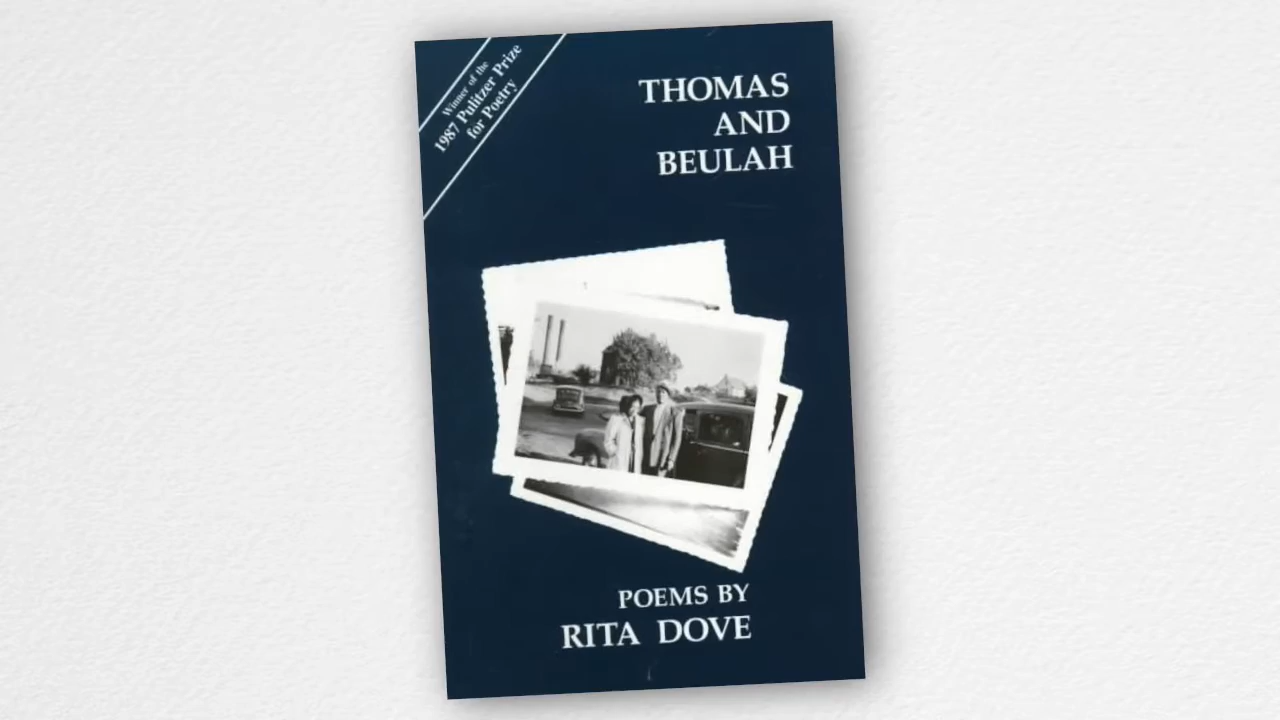 Winner of the
1987 Pulitzer Prize
for Poetry
THOMAS
AND
BEULAH
POEMS BY
RITA DOVE